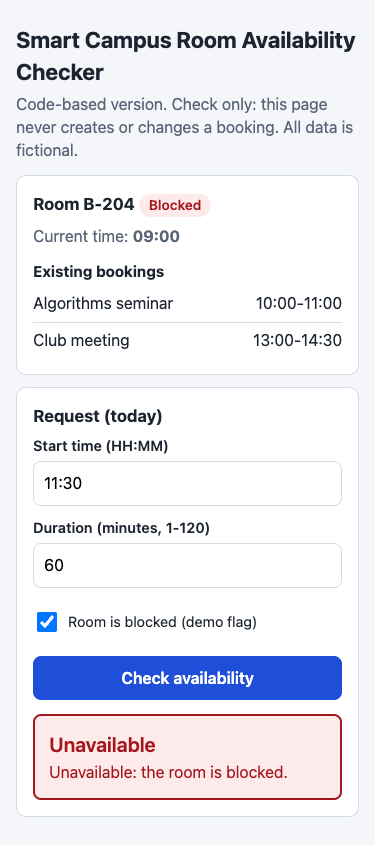 Smart Campus Room Availability
Checker
Code-based version. Check only: this page
never creates or changes a booking. All data is
fictional.
Room B-204 Blocked
Current time: 09:00
Existing bookings
Algorithms seminar 10:00-11:00
Club meeting 13:00-14:30
Request (today)
Start time (HH:MM)
11:30
Duration (minutes, 1-120)
60
Room is blocked (demo flag)
Check availability
Unavailable
Unavailable: the room is blocked.